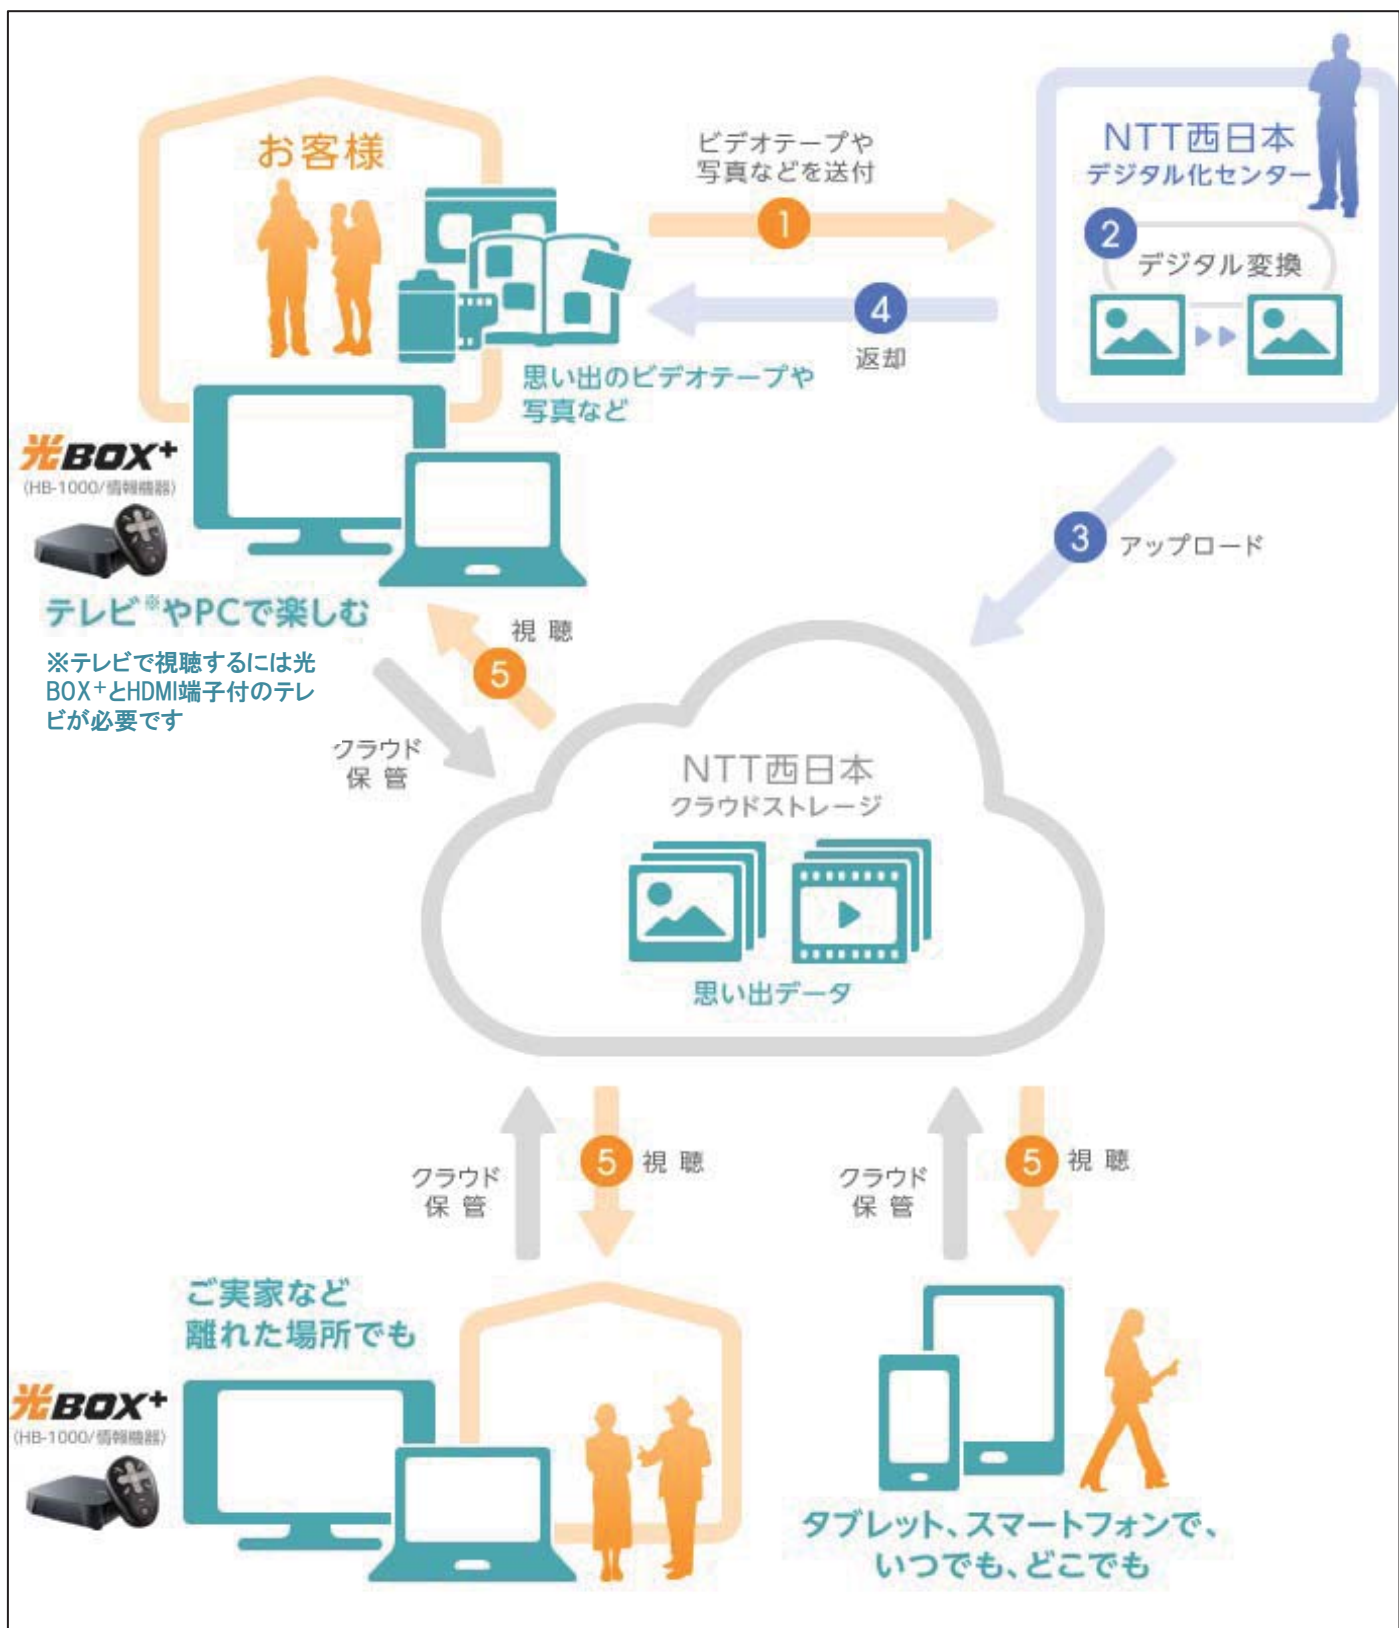 お客様
ビデオテープや
写真などを送付
1
NTT西日本
デジタル化センター
2
デジタル変換
4
返却
思い出のビデオテープや
写真など
光BOX+
(HB-1000/情報機器)
3
アップロード
テレビ※やPCで楽しむ
※テレビで視聴するには光
BOX+とHDMI端子付のテレ
ビが必要です
視聴
5
クラウド
保管
NTT西日本
クラウドストレージ
思い出データ
クラウド
保管
5
視聴
クラウド
保管
5
視聴
ご実家など
離れた場所でも
光BOX+
(HB-1000/情報機器)
タブレット、スマートフォンで、
いつでも、どこでも